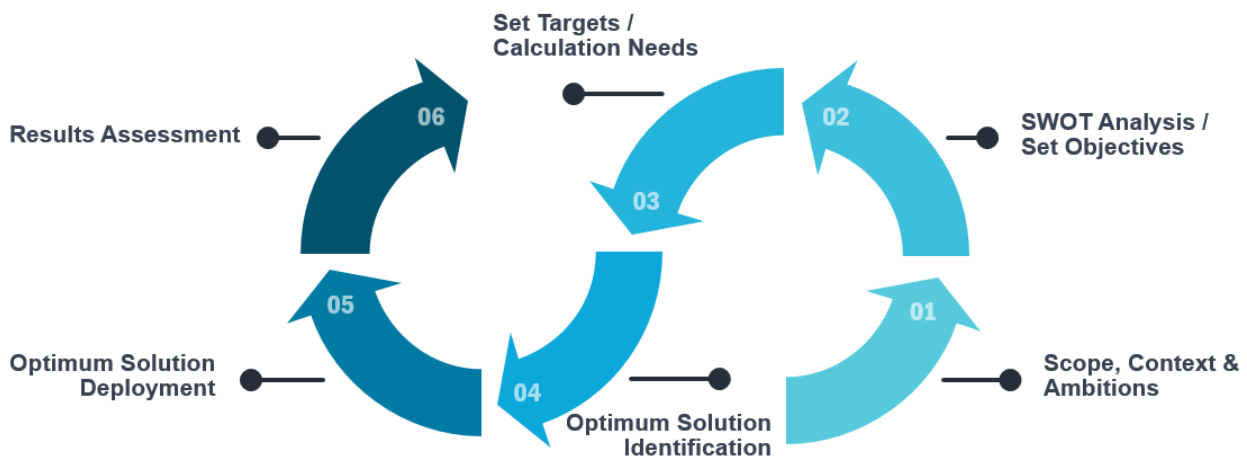 Set Targets /
Calculation Needs
06
02
Results Assessment
SWOT Analysis /
Set Objectives
03
05
01
Optimum Solution
Deployment
04
Scope, Context &
Ambitions
Optimum Solution
Identification